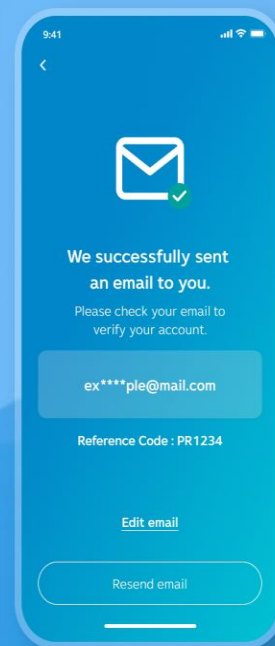 9:41
We successfully sent
an email to you.
Please check your email to
verify your account.
ex****ple@mail.com
Reference Code : PR1234
Edit email
Resend email